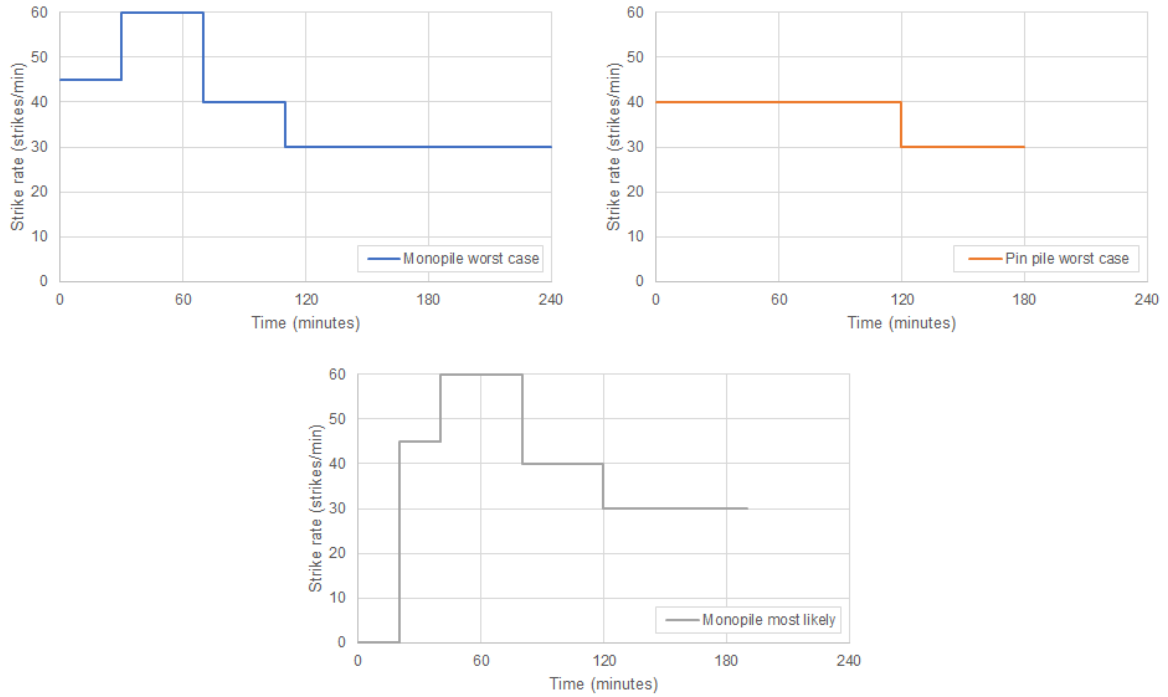 60
50
40
30
20
10
0
Strike rate (strikes/min)
Monopile worst case
0 60 120 180 240
Time (minutes)
60
50
40
30
20
10
0
Strike rate (strikes/min)
Pin pile worst case
0 60 120 180 240
Time (minutes)
60
50
40
30
20
10
0
Strike rate (strikes/min)
Monopile most likely
0 60 120 180 240
Time (minutes)